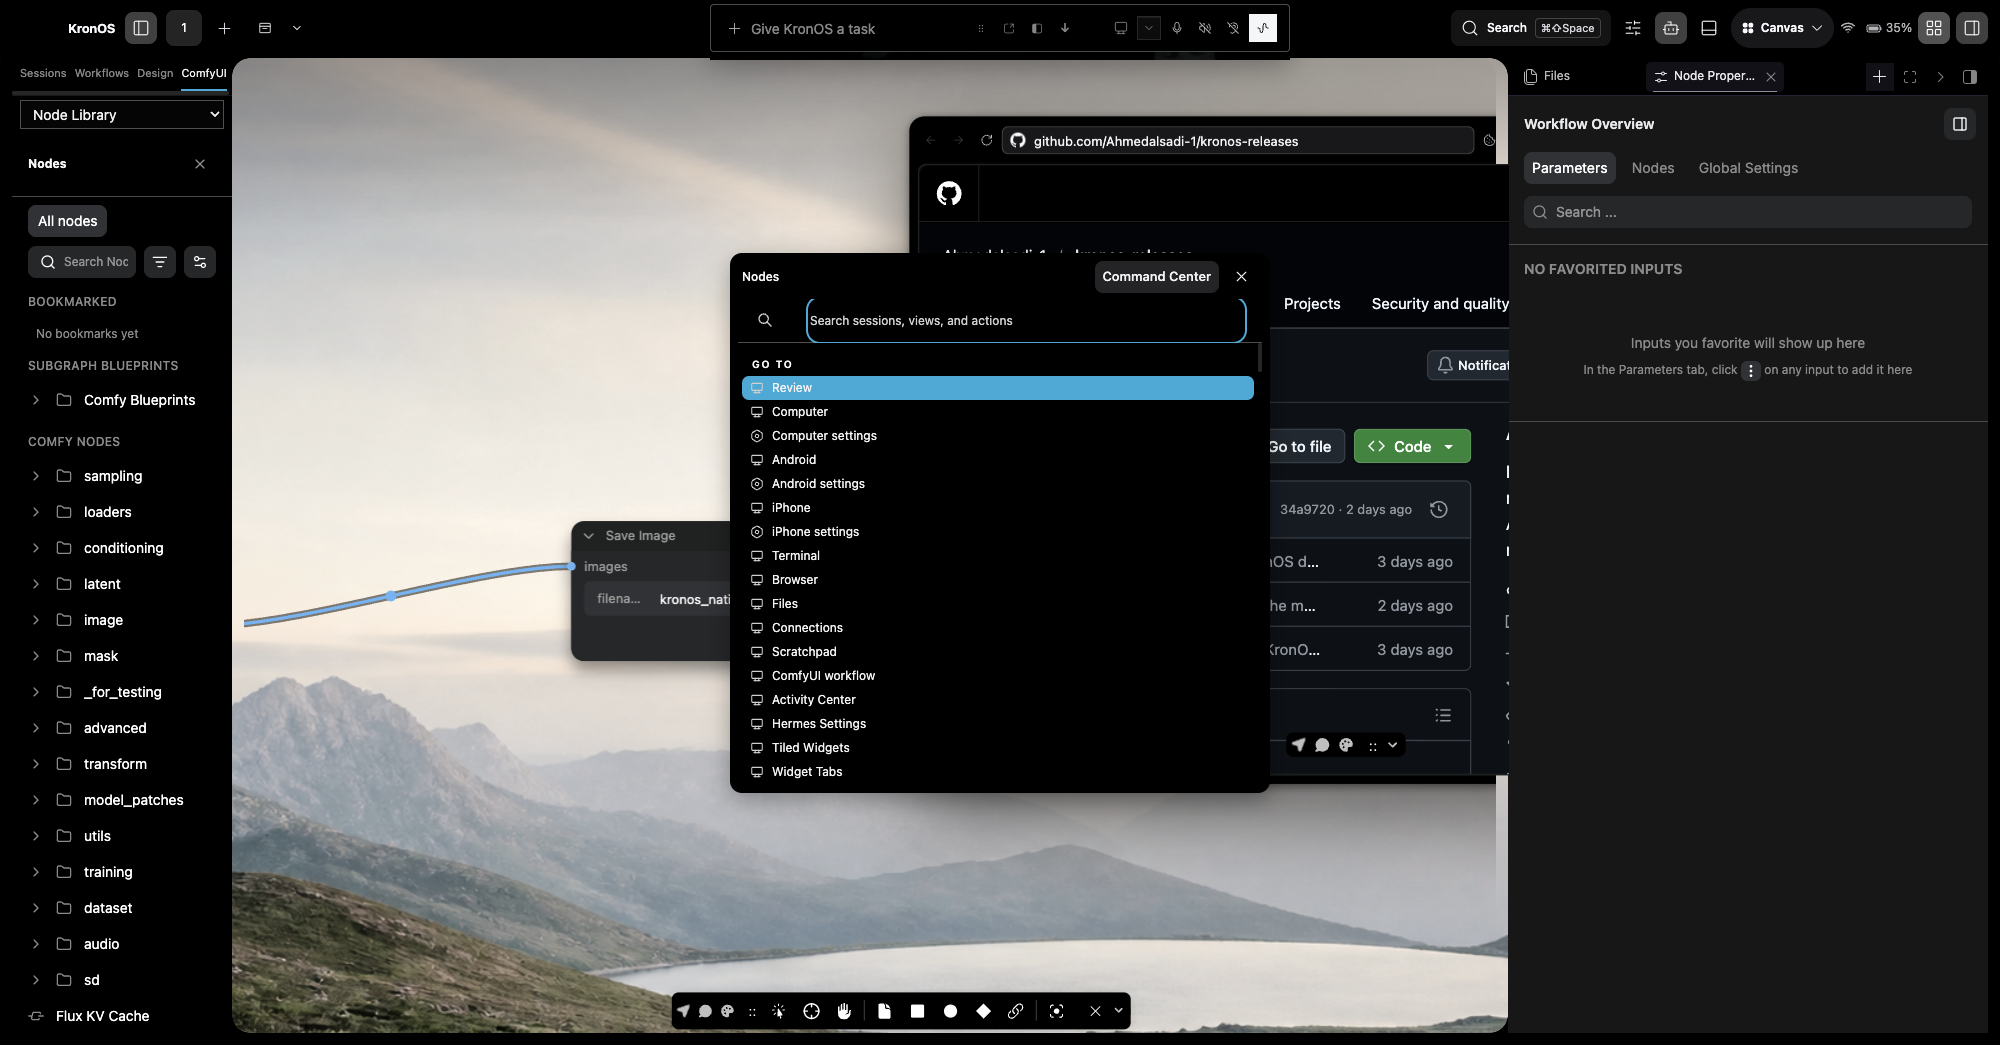 KronOS
1
Give KronOS a task
Search
⌘⇧Space
Canvas
35%
Sessions
Workflows
Design
ComfyUI
Node Library
Nodes
All nodes
Search Noc
BOOKMARKED
No bookmarks yet
SUBGRAPH BLUEPRINTS
Comfy Blueprints
COMFY NODES
sampling
loaders
conditioning
latent
image
mask
_for_testing
advanced
transform
model_patches
utils
training
dataset
audio
sd
Flux KV Cache
Save Image
images
filena...
kronos_nati
github.com/Ahmedalsadi-1/kronos-releases
Projects
Security and quality
Notificat
Go to file
Code
34a9720 · 2 days ago
nOS d...
3 days ago
he m...
2 days ago
KronO...
3 days ago
Nodes
Command Center
Search sessions, views, and actions
GO TO
Review
Computer
Computer settings
Android
Android settings
iPhone
iPhone settings
Terminal
Browser
Files
Connections
Scratchpad
ComfyUI workflow
Activity Center
Hermes Settings
Tiled Widgets
Widget Tabs
Files
Node Proper...
Workflow Overview
Parameters
Nodes
Global Settings
Search ...
NO FAVORITED INPUTS
Inputs you favorite will show up here
In the Parameters tab, click ⋮ on any input to add it here